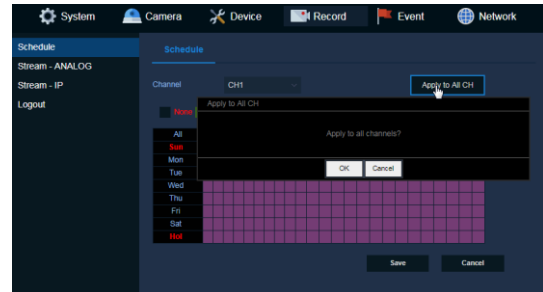 System Camera Device Record Event Network
Schedule
Stream - ANALOG
Stream - IP
Logout
Schedule
Channel CH1 Apply to All CH
Apply to All CH
None
Apply to all channels?
OK Cancel
All
Sun
Mon
Tue
Wed
Thu
Fri
Sat
Hol
Save Cancel